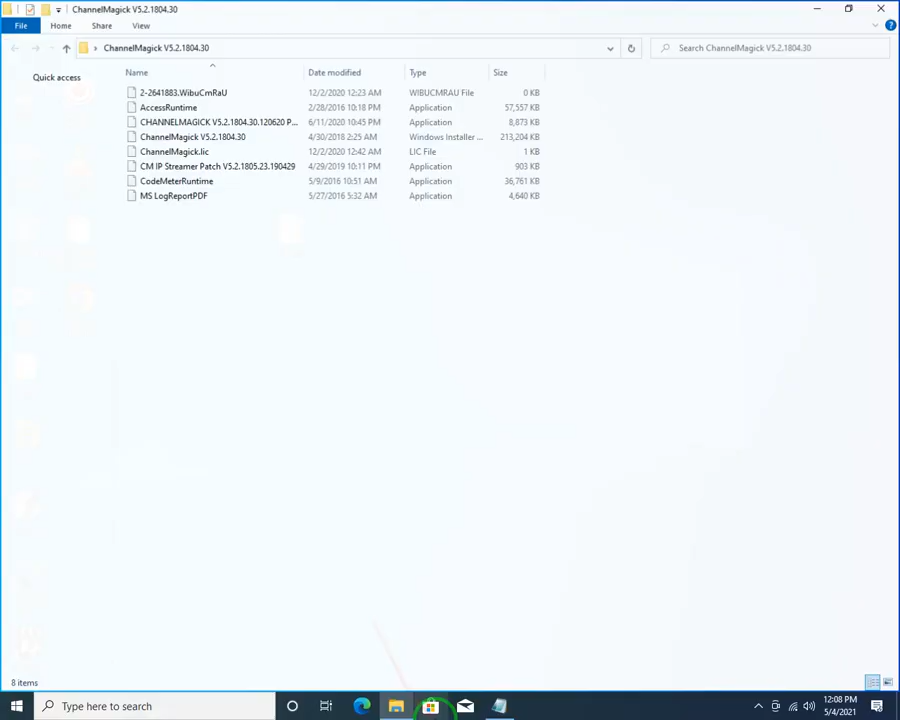 ChannelMagick V5.2.1804.30
File Home Share View
ChannelMagick V5.2.1804.30 Search ChannelMagick V5.2.1804.30
Quick access
Name Date modified Type Size
2-2641883.WibuCmRaU 12/2/2020 12:23 AM WIBUCMRAU File 0 KB
AccessRuntime 2/28/2016 10:18 PM Application 57,557 KB
CHANNELMAGICK V5.2.1804.30.120620 P... 6/11/2020 10:45 PM Application 8,873 KB
ChannelMagick V5.2.1804.30 4/30/2018 2:25 AM Windows Installer ... 213,204 KB
ChannelMagick.lic 12/2/2020 12:42 AM LIC File 1 KB
CM IP Streamer Patch V5.2.1805.23.190429 4/29/2019 10:11 PM Application 903 KB
CodeMeterRuntime 5/9/2016 10:51 AM Application 36,761 KB
MS LogReportPDF 5/27/2016 5:32 AM Application 4,640 KB
8 items
Type here to search
12:08 PM
5/4/2021